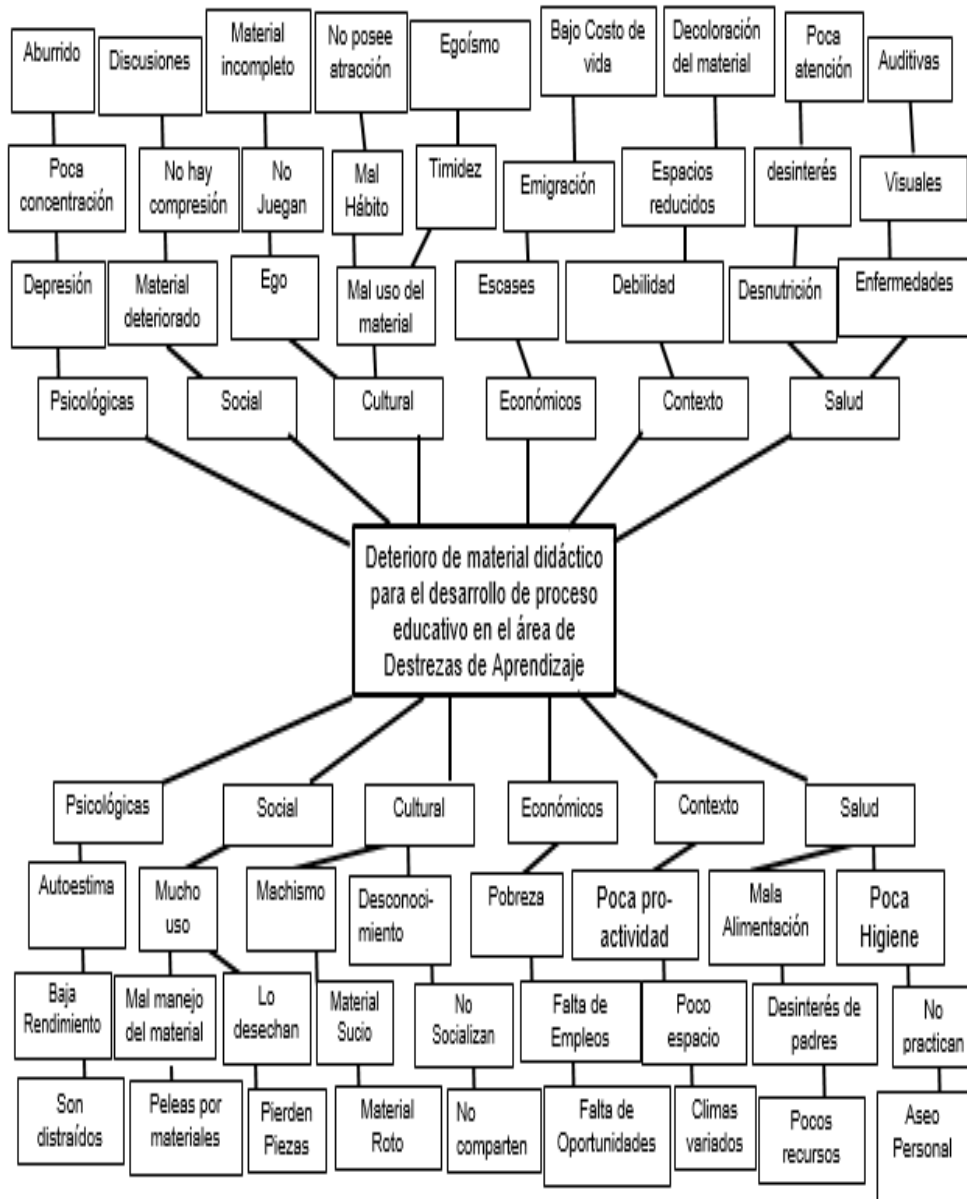 Aburrido
Discusiones
Material
incompleto
No posee
atracción
Egoísmo
Bajo Costo de
vida
Decoloración
del material
Poca
atención
Auditivas
Poca
concentración
No hay
compresión
No
Juegan
Mal
Hábito
Timidez
Emigración
Espacios
reducidos
desinterés
Visuales
Depresión
Material
deteriorado
Ego
Mal uso del
material
Escases
Debilidad
Desnutrición
Enfermedades
Psicológicas
Social
Cultural
Económicos
Contexto
Salud
Deterioro de material didáctico
para el desarrollo de proceso
educativo en el área de
Destrezas de Aprendizaje
Psicológicas
Social
Cultural
Económicos
Contexto
Salud
Autoestima
Mucho
uso
Machismo
Desconoci-
miento
Pobreza
Poca pro-
actividad
Mala
Alimentación
Poca
Higiene
Baja
Rendimiento
Mal manejo
del material
Lo
desechan
Material
Sucio
No
Socializan
Falta de
Empleos
Poco
espacio
Desinterés de
padres
No
practican
Son
distraídos
Peleas por
materiales
Pierden
Piezas
Material
Roto
No
comparten
Falta de
Oportunidades
Climas
variados
Pocos
recursos
Aseo
Personal